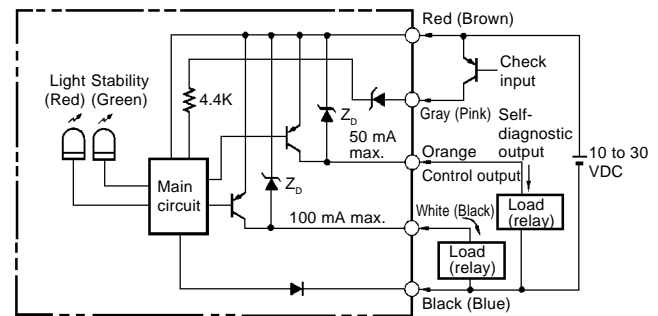 Red (Brown)
Check
input
Light Stability
(Red) (Green)
4.4K
Gray (Pink)
Self-
diagnostic
output
Z_D
50 mA
max.
Orange
Control output
10 to 30
VDC
Main
circuit
Z_D
100 mA max.
White (Black)
Load
(relay)
Load
(relay)
Black (Blue)